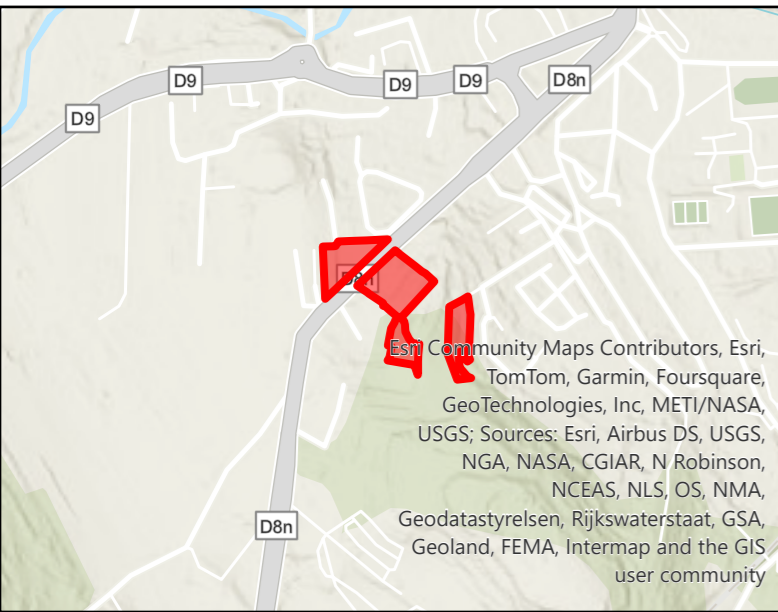 D9
D9
D9
D8n
D9
D8n
Esri Community Maps Contributors, Esri,
TomTom, Garmin, Foursquare,
GeoTechnologies, Inc, METI/NASA,
USGS; Sources: Esri, Airbus DS, USGS,
NGA, NASA, CGIAR, N Robinson,
NCEAS, NLS, OS, NMA,
Geodatastyrelsen, Rijkswaterstaat, GSA,
Geoland, FEMA, Intermap and the GIS
user community
D8n